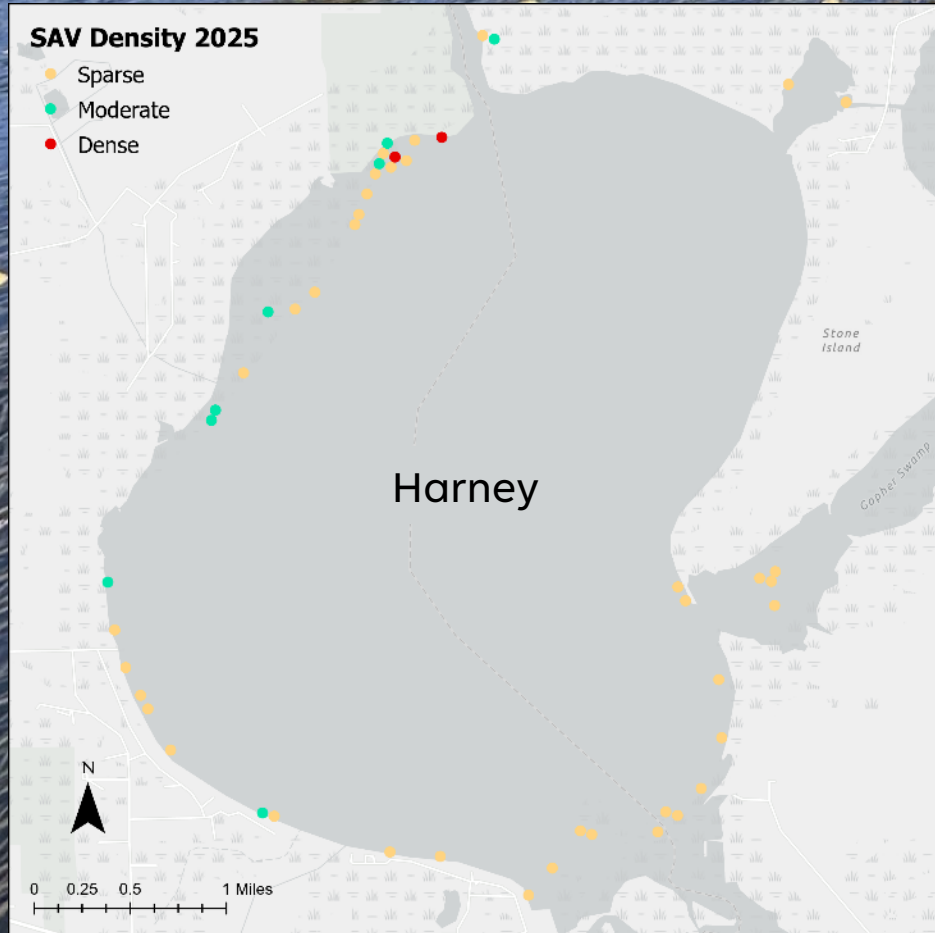 SAV Density 2025
Sparse
Moderate
Dense
Stone
Island
Harney
Gopher Swamp
N
0 0.25 0.5 1 Miles